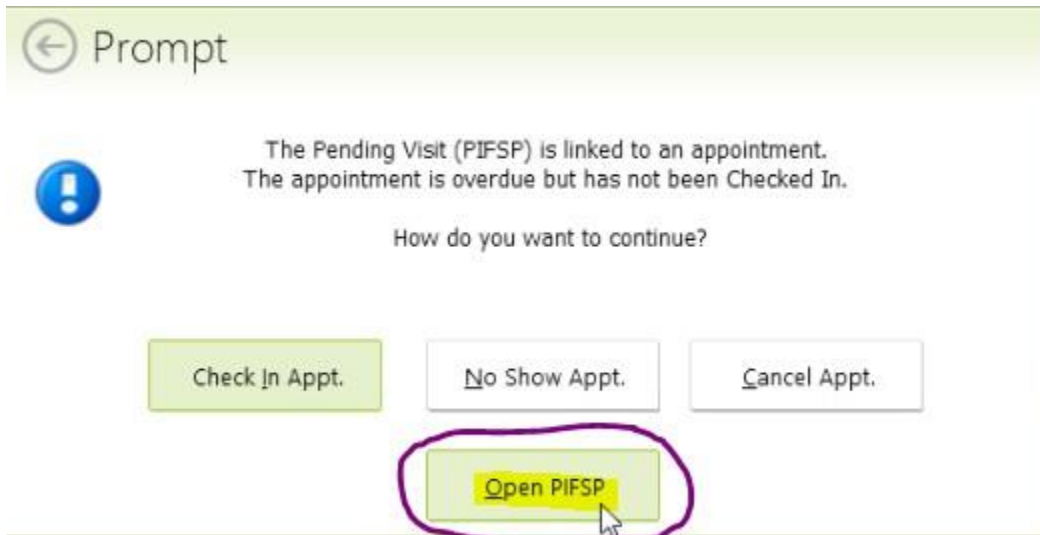 Prompt
The Pending Visit (PIFSP) is linked to an appointment.
The appointment is overdue but has not been Checked In.
How do you want to continue?
Check In Appt.
No Show Appt.
Cancel Appt.
Open PIFSP